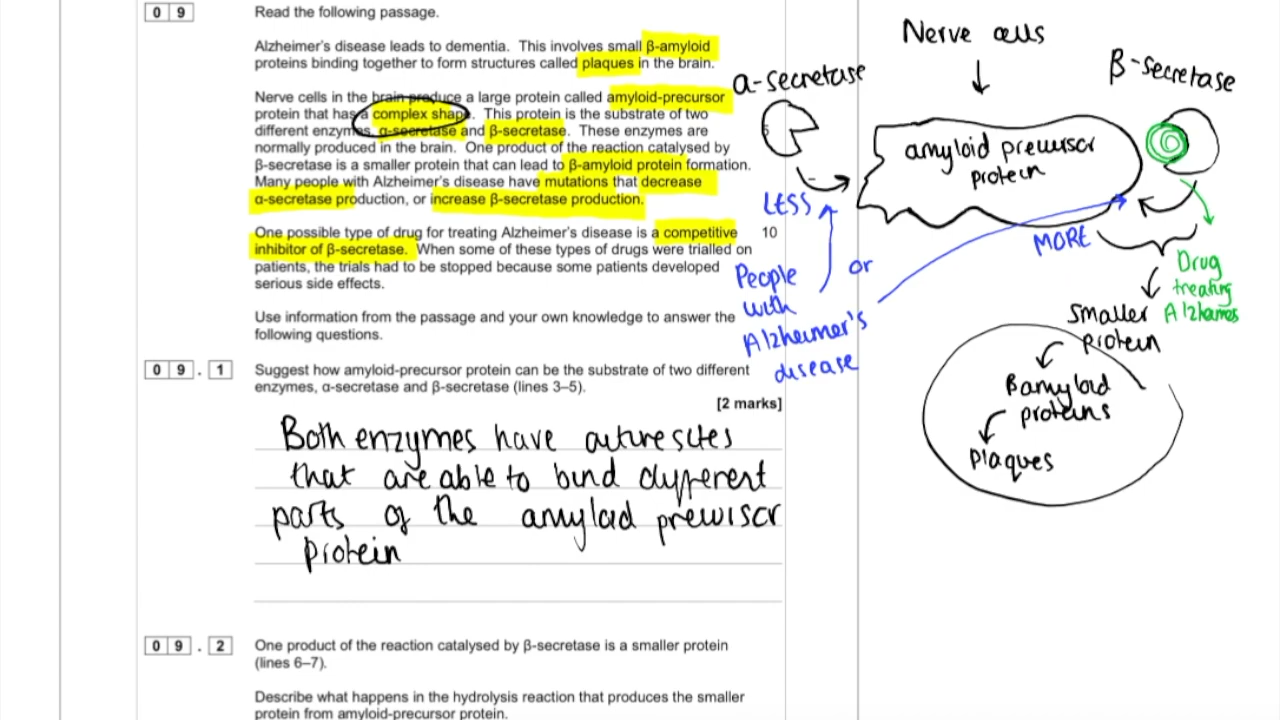 0 9
Read the following passage.
Alzheimer's disease leads to dementia. This involves small β-amyloid
proteins binding together to form structures called plaques in the brain.
Nerve cells in the brain produce a large protein called amyloid-precursor
protein that has a complex shape. This protein is the substrate of two
different enzymes, α-secretase and β-secretase. These enzymes are
normally produced in the brain. One product of the reaction catalysed by
β-secretase is a smaller protein that can lead to β-amyloid protein formation.
Many people with Alzheimer's disease have mutations that decrease
α-secretase production, or increase β-secretase production.
One possible type of drug for treating Alzheimer's disease is a competitive 10
inhibitor of β-secretase. When some of these types of drugs were trialled on
patients, the trials had to be stopped because some patients developed
serious side effects.
Use information from the passage and your own knowledge to answer the
following questions.
0 9 . 1
Suggest how amyloid-precursor protein can be the substrate of two different
enzymes, α-secretase and β-secretase (lines 3–5).
[2 marks]
Both enzymes have active sites
that are able to bind different
parts of the amyloid precursor
protein
0 9 . 2
One product of the reaction catalysed by β-secretase is a smaller protein
(lines 6–7).
Describe what happens in the hydrolysis reaction that produces the smaller
protein from amyloid-precursor protein.
Nerve cells
α-secretase
β-secretase
amyloid precursor
protein
LESS
MORE
People
with
Alzheimer's
disease
or
Drug
treating
Alzheimes
Smaller
protein
Bamyloid
proteins
Plaques